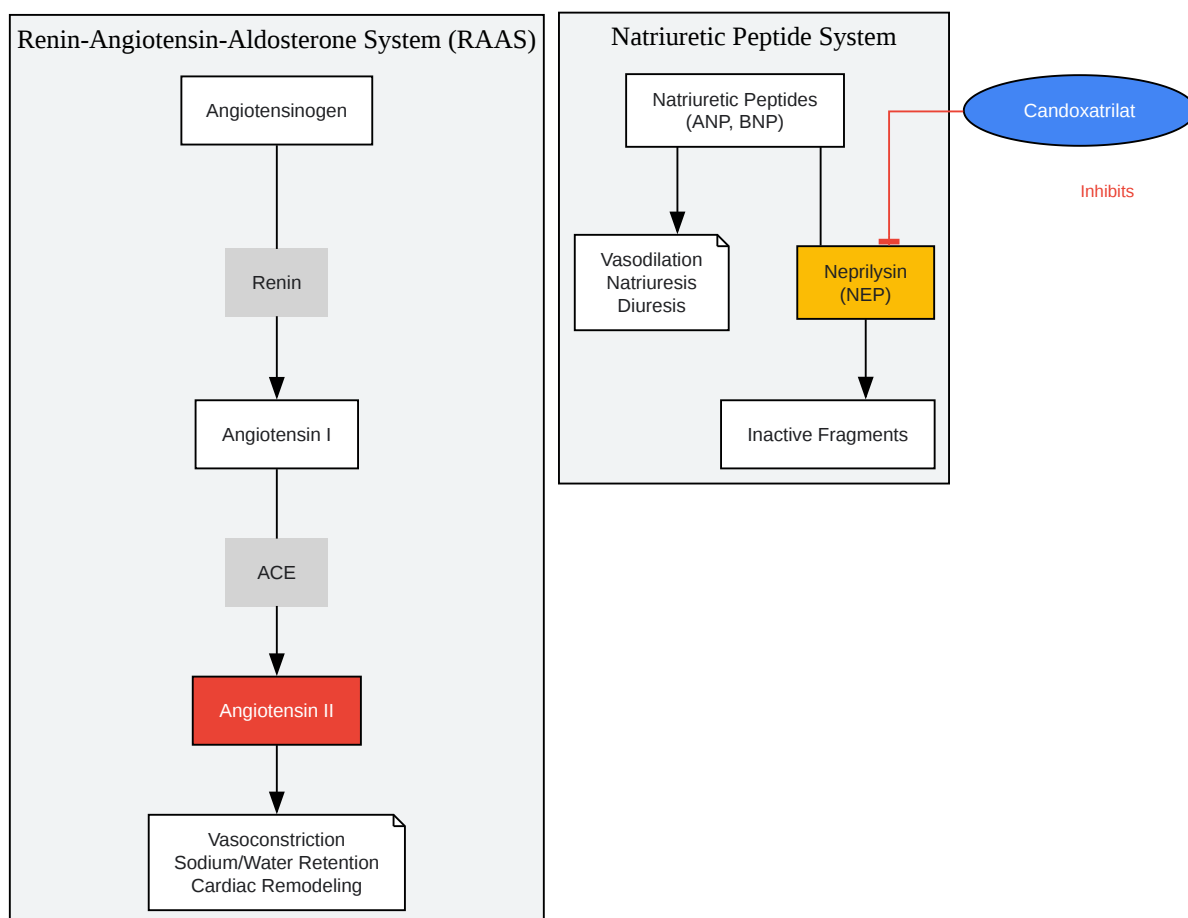 Renin-Angiotensin-Aldosterone System (RAAS)
Angiotensinogen
Renin
Angiotensin I
ACE
Angiotensin II
Vasoconstriction
Sodium/Water Retention
Cardiac Remodeling
Natriuretic Peptide System
Natriuretic Peptides
(ANP, BNP)
Vasodilation
Natriuresis
Diuresis
Neprilysin
(NEP)
Inactive Fragments
Candoxatrilat
Inhibits